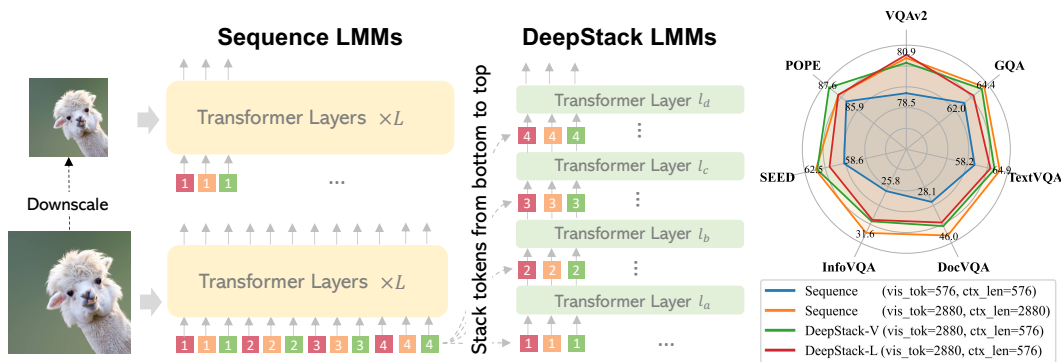 Sequence LMMs
Transformer Layers ×L
1 1 1 ...
Downscale
Transformer Layers ×L
1 1 1 2 2 2 3 3 3 4 4 4
Stack tokens from bottom to top
DeepStack LMMs
Transformer Layer l_d
4 4 4 ...
Transformer Layer l_c
3 3 3 ...
Transformer Layer l_b
2 2 2 ...
Transformer Layer l_a
1 1 1 ...
VQAv2
80.9
POPE
GQA
87.6
64.4
78.5
85.9
62.0
58.6
58.2
62.5
64.9
SEED
TextVQA
25.8
28.1
31.6
46.0
InfoVQA
DocVQA
Sequence (vis_tok=576, ctx_len=576)
Sequence (vis_tok=2880, ctx_len=2880)
DeepStack-V (vis_tok=2880, ctx_len=576)
DeepStack-L (vis_tok=2880, ctx_len=576)